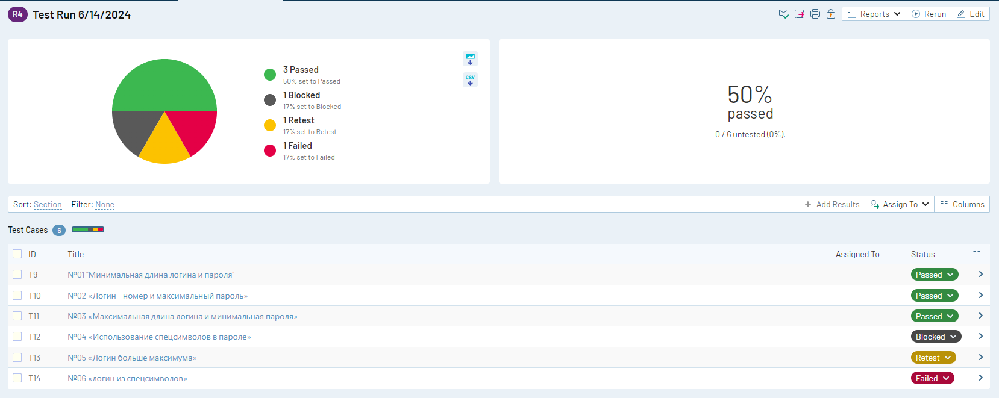 R4 Test Run 6/14/2024 Reports Rerun Edit
3 Passed
50% set to Passed
1 Blocked
17% set to Blocked
1 Retest
17% set to Retest
1 Failed
17% set to Failed
CSV
50%
passed
0 / 6 untested (0%).
Sort: Section Filter: None + Add Results Assign To Columns
Test Cases 6
ID Title Assigned To Status
T9 №01 "Минимальная длина логина и пароля" Passed
T10 №02 «Логин - номер и максимальный пароль» Passed
T11 №03 «Максимальная длина логина и минимальная пароля» Passed
T12 №04 «Использование спецсимволов в пароле» Blocked
T13 №05 «Логин больше максимума» Retest
T14 №06 «логин из спецсимволов» Failed